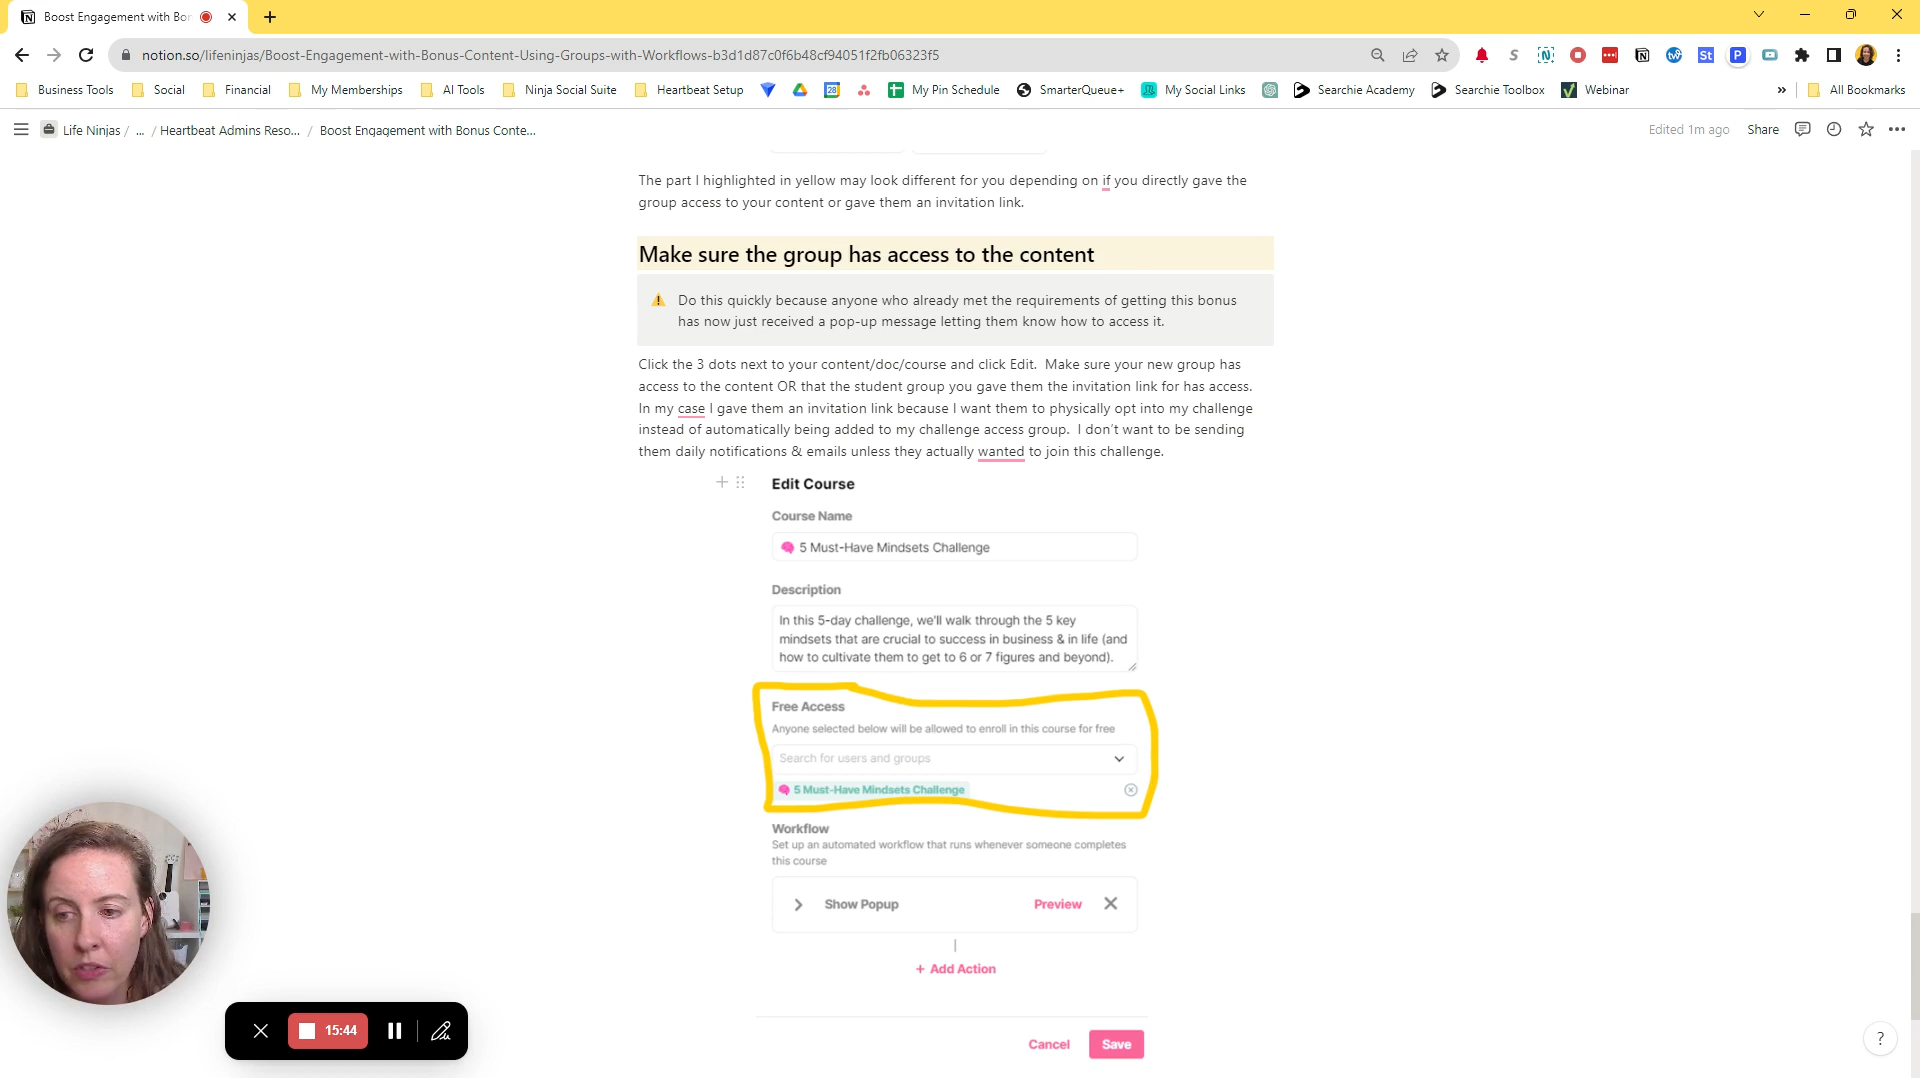 Boost Engagement with Bon
notion.so/lifeninjas/Boost-Engagement-with-Bonus-Content-Using-Groups-with-Workflows-b3d1d87c0f6b48cf94051f2fb06323f5
Business Tools
Social
Financial
My Memberships
AI Tools
Ninja Social Suite
Heartbeat Setup
My Pin Schedule
SmarterQueue+
My Social Links
Searchie Academy
Searchie Toolbox
Webinar
»
All Bookmarks
Life Ninjas / ... / Heartbeat Admins Reso... / Boost Engagement with Bonus Conte...
Edited 1m ago
Share
The part I highlighted in yellow may look different for you depending on if you directly gave the
group access to your content or gave them an invitation link.
Make sure the group has access to the content
Do this quickly because anyone who already met the requirements of getting this bonus
has now just received a pop-up message letting them know how to access it.
Click the 3 dots next to your content/doc/course and click Edit. Make sure your new group has
access to the content OR that the student group you gave them the invitation link for has access.
In my case I gave them an invitation link because I want them to physically opt into my challenge
instead of automatically being added to my challenge access group. I don't want to be sending
them daily notifications & emails unless they actually wanted to join this challenge.
Edit Course
Course Name
5 Must-Have Mindsets Challenge
Description
In this 5-day challenge, we'll walk through the 5 key
mindsets that are crucial to success in business & in life (and
how to cultivate them to get to 6 or 7 figures and beyond).
Free Access
Anyone selected below will be allowed to enroll in this course for free
Search for users and groups
5 Must-Have Mindsets Challenge
Workflow
Set up an automated workflow that runs whenever someone completes
this course
Show Popup
Preview
+ Add Action
15:44
Cancel
Save
?